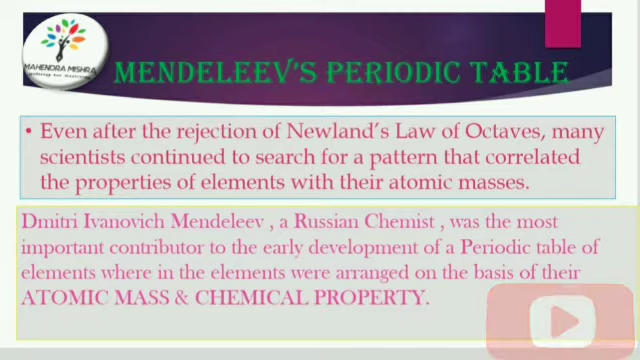 MAHENDRA MISHRA
MENDELEEV'S PERIODIC TABLE
• Even after the rejection of Newland's Law of Octaves, many
scientists continued to search for a pattern that correlated
the properties of elements with their atomic masses.
Dmitri Ivanovich Mendeleev , a Russian Chemist , was the most
important contributor to the early development of a Periodic table of
elements where in the elements were arranged on the basis of their
ATOMIC MASS & CHEMICAL PROPERTY.